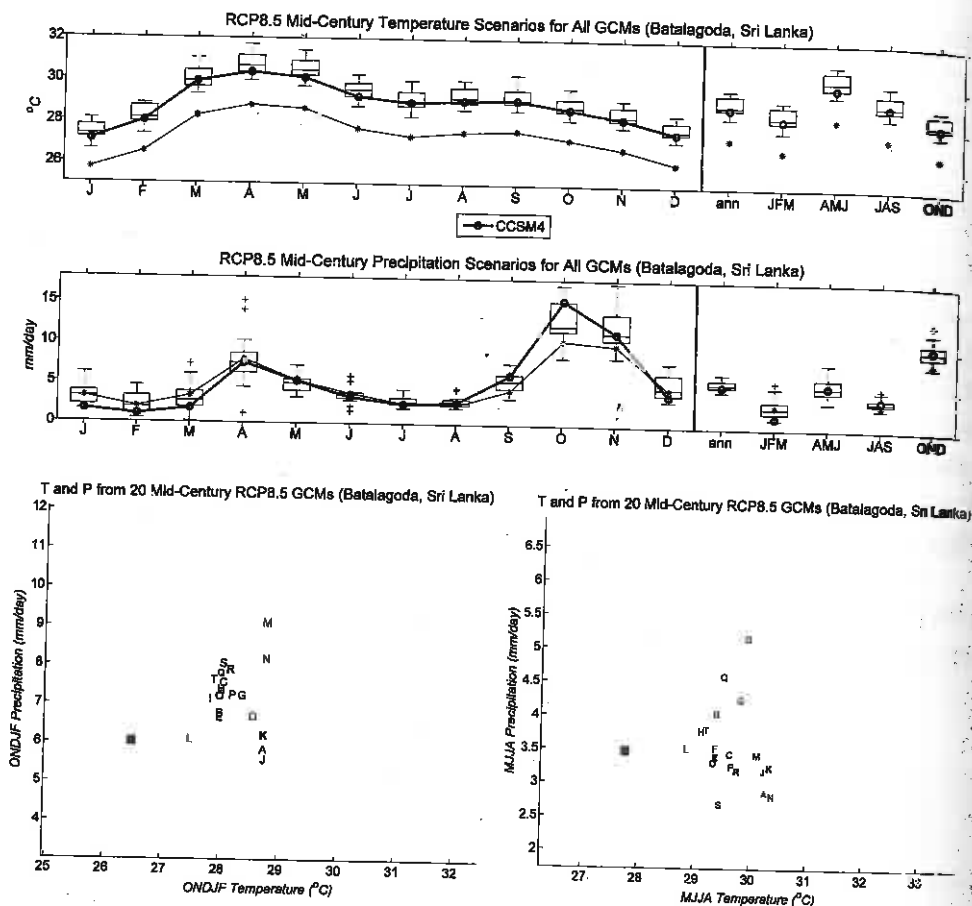 RCP8.5 Mid-Century Temperature Scenarios for All GCMs (Batalagoda, Sri Lanka)
32
30
28
26
°C
J F M A M J J A S O N D
ann JFM AMJ JAS OND
CCSM4
RCP8.5 Mid-Century Precipitation Scenarios for All GCMs (Batalagoda, Sri Lanka)
15
10
5
0
mm/day
J F M A M J J A S O N D
ann JFM AMJ JAS OND
T and P from 20 Mid-Century RCP8.5 GCMs (Batalagoda, Sri Lanka)
12
11
10
9
8
7
6
5
4
ONDJF Precipitation (mm/day)
M
N
S
R
T
I
P G
L
K
A
J
25 26 27 28 29 30 31 32
ONDJF Temperature (°C)
T and P from 20 Mid-Century RCP8.5 GCMs (Batalagoda, Sri Lanka)
6.5
6
5.5
5
4.5
4
3.5
3
2.5
2
MJJA Precipitation (mm/day)
Q
H T
L
F
C
M
P R
J K
A N
S
27 28 29 30 31 32 33
MJJA Temperature (°C)